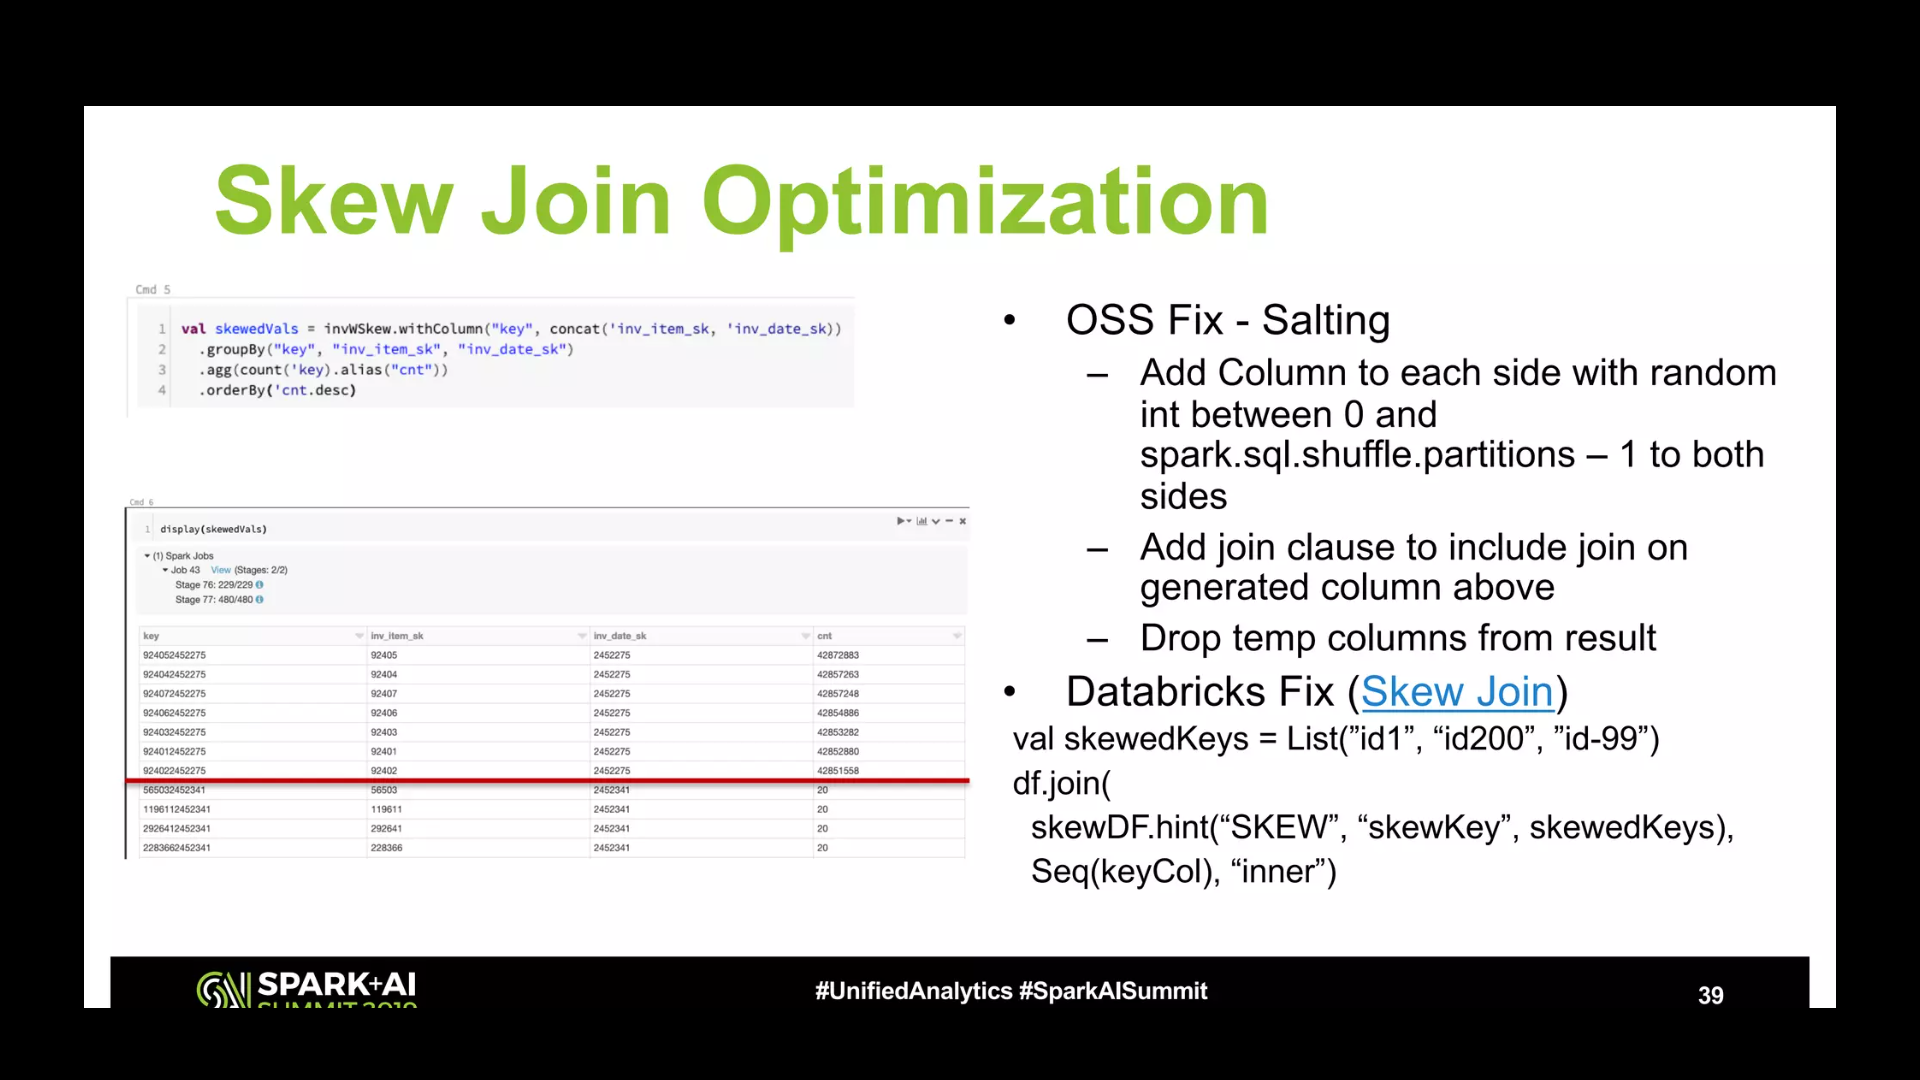 Skew Join Optimization
Cmd 5
1 val skewedVals = invWSkew.withColumn("key", concat('inv_item_sk, 'inv_date_sk))
2 .groupBy("key", "inv_item_sk", "inv_date_sk")
3 .agg(count('key).alias("cnt"))
4 .orderBy('cnt.desc)
Cmd 6
1 display(skewedVals)
(1) Spark Jobs
Job 43 View (Stages: 2/2)
Stage 76: 229/229
Stage 77: 480/480
key inv_item_sk inv_date_sk cnt
924052452275 92405 2452275 42872883
924042452275 92404 2452275 42857263
924072452275 92407 2452275 42857248
924062452275 92406 2452275 42854886
924032452275 92403 2452275 42853282
924012452275 92401 2452275 42852880
924022452275 92402 2452275 42851558
565032452341 56503 2452341 20
1196112452341 119611 2452341 20
2926412452341 292641 2452341 20
2283662452341 228366 2452341 20
• OSS Fix - Salting
– Add Column to each side with random
int between 0 and
spark.sql.shuffle.partitions – 1 to both
sides
– Add join clause to include join on
generated column above
– Drop temp columns from result
• Databricks Fix (Skew Join)
val skewedKeys = List(”id1”, “id200”, ”id-99”)
df.join(
skewDF.hint(“SKEW”, “skewKey”, skewedKeys),
Seq(keyCol), “inner”)
SPARK+AI
SUMMIT 2019
#UnifiedAnalytics #SparkAISummit
39